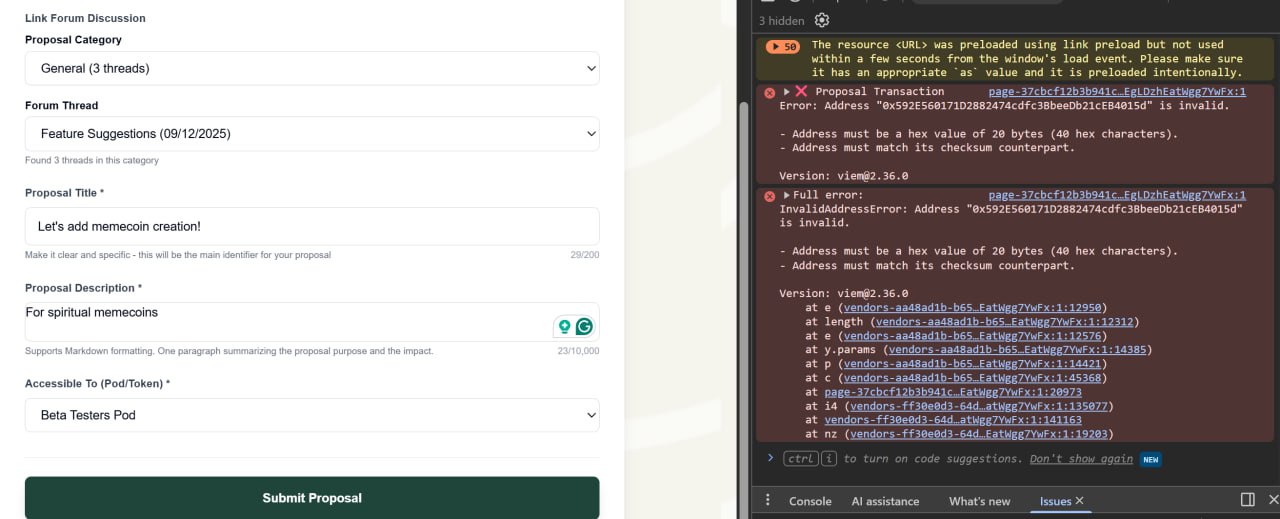 Link Forum Discussion
Proposal Category
General (3 threads)
Forum Thread
Feature Suggestions (09/12/2025)
Found 3 threads in this category
Proposal Title *
Let's add memecoin creation!
Make it clear and specific - this will be the main identifier for your proposal
29/200
Proposal Description *
For spiritual memecoins
Supports Markdown formatting. One paragraph summarizing the proposal purpose and the impact.
23/10,000
Accessible To (Pod/Token) *
Beta Testers Pod
Submit Proposal
3 hidden
50 The resource <URL> was preloaded using link preload but not used
within a few seconds from the window's load event. Please make sure
it has an appropriate `as` value and it is preloaded intentionally.
❌ Proposal Transaction page-37cbcf12b3b941c…EgLDzhEatWgg7YwFx:1
Error: Address "0x592E560171D2882474cdfc3BbeeDb21cEB4015d" is invalid.
- Address must be a hex value of 20 bytes (40 hex characters).
- Address must match its checksum counterpart.
Version: viem@2.36.0
Full error: page-37cbcf12b3b941c…EgLDzhEatWgg7YwFx:1
InvalidAddressError: Address "0x592E560171D2882474cdfc3BbeeDb21cEB4015d"
is invalid.
- Address must be a hex value of 20 bytes (40 hex characters).
- Address must match its checksum counterpart.
Version: viem@2.36.0
at e (vendors-aa48ad1b-b65…EatWgg7YwFx:1:12950)
at length (vendors-aa48ad1b-b65…EatWgg7YwFx:1:12312)
at e (vendors-aa48ad1b-b65…EatWgg7YwFx:1:12576)
at y.params (vendors-aa48ad1b-b65…EatWgg7YwFx:1:14385)
at p (vendors-aa48ad1b-b65…EatWgg7YwFx:1:14421)
at c (vendors-aa48ad1b-b65…EatWgg7YwFx:1:45368)
at page-37cbcf12b3b941c…EatWgg7YwFx:1:20973
at i4 (vendors-ff30e0d3-64d…atWgg7YwFx:1:135077)
at vendors-ff30e0d3-64d…atWgg7YwFx:1:141163
at nz (vendors-ff30e0d3-64d…EatWgg7YwFx:1:19203)
ctrl i to turn on code suggestions. Don't show again NEW
Console AI assistance What's new Issues